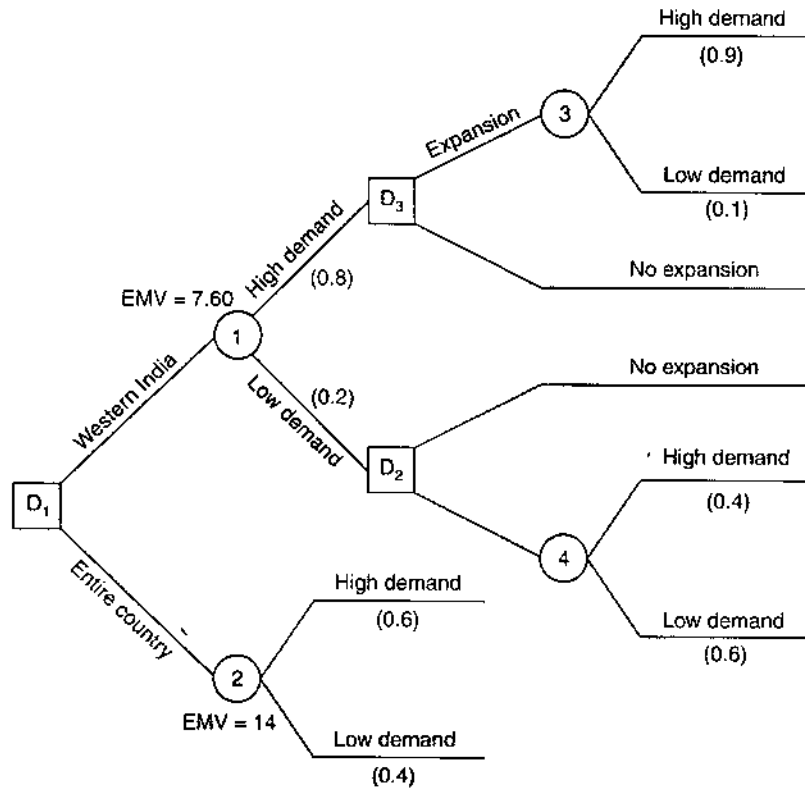 High demand
(0.9)
Expansion
3
Low demand
(0.1)
D₃
High demand
(0.8)
No expansion
EMV = 7.60
1
Western India
(0.2)
Low demand
No expansion
D₂
High demand
(0.4)
D₁
4
Low demand
(0.6)
Entire country
High demand
(0.6)
2
EMV = 14
Low demand
(0.4)